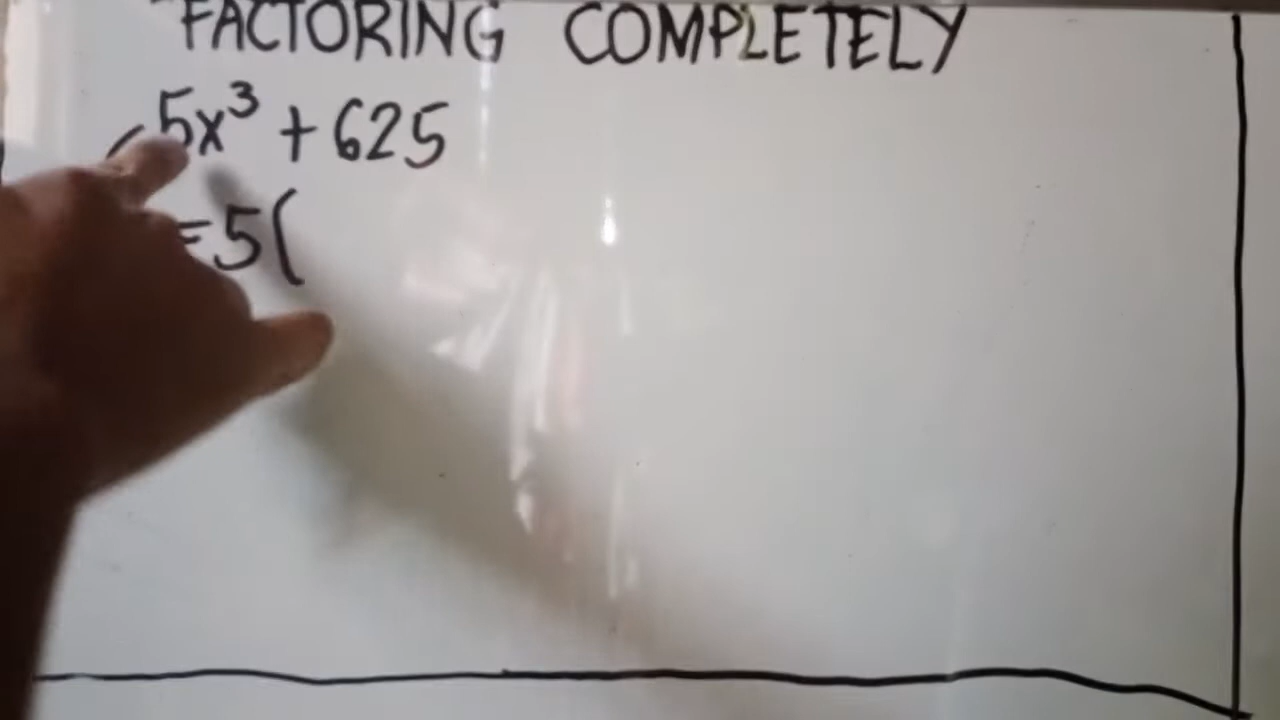 FACTORING COMPLETELY
5x³ + 625
=5(